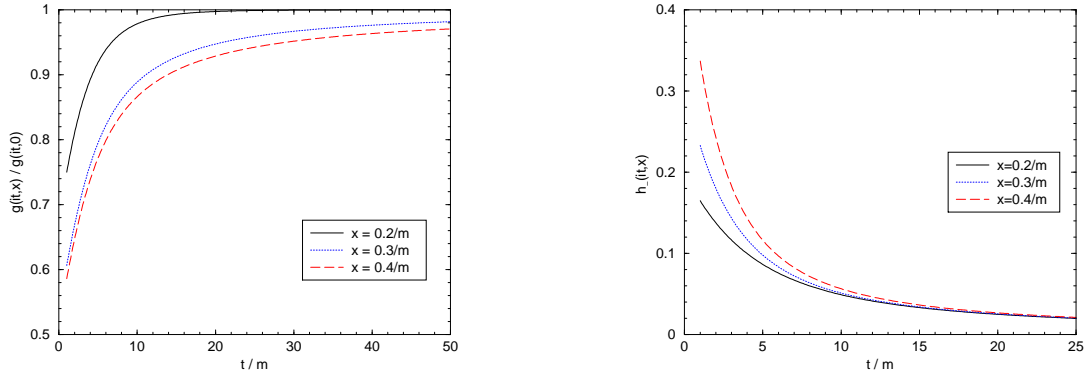 1
0.9
0.8
0.7
0.6
0.5
g(it,x) / g(it,0)
x = 0.2/m
x = 0.3/m
x = 0.4/m
0 10 20 30 40 50
t / m
0.4
0.3
0.2
0.1
0
h_(it,x)
x=0.2/m
x=0.3/m
x=0.4/m
0 5 10 15 20 25
t / m